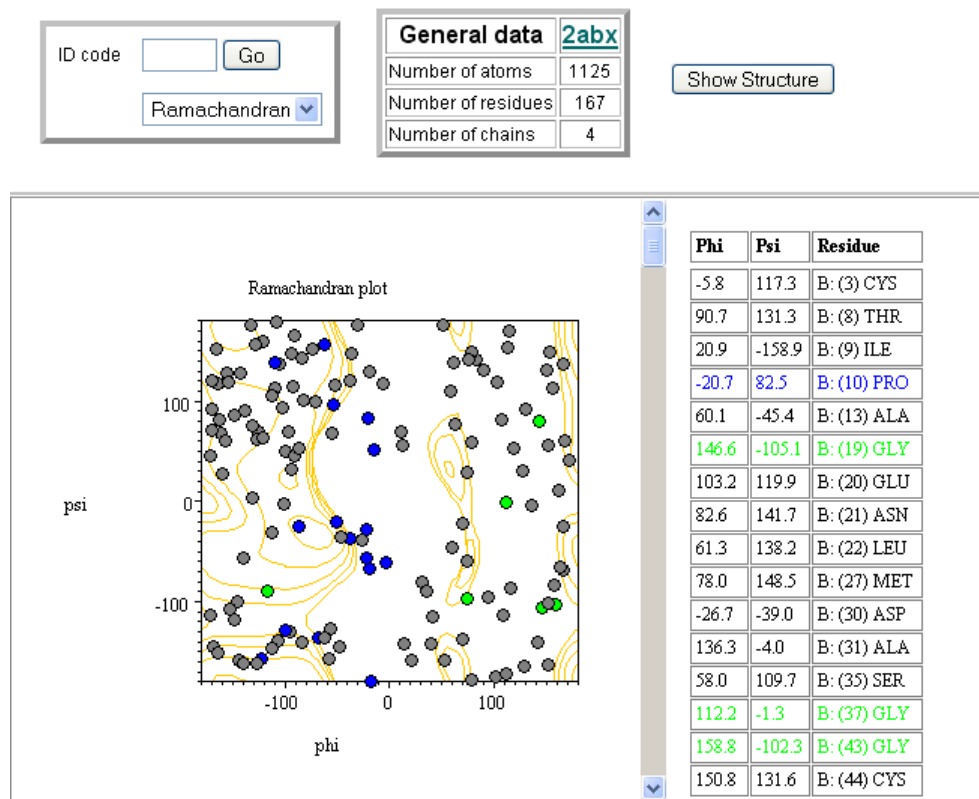 ID code Go
Ramachandran
General data 2abx
Number of atoms 1125
Number of residues 167
Number of chains 4
Show Structure
Ramachandran plot
100
0
-100
psi
-100 0 100
phi
Phi Psi Residue
-5.8 117.3 B: (3) CYS
90.7 131.3 B: (8) THR
20.9 -158.9 B: (9) ILE
-20.7 82.5 B: (10) PRO
60.1 -45.4 B: (13) ALA
146.6 -105.1 B: (19) GLY
103.2 119.9 B: (20) GLU
82.6 141.7 B: (21) ASN
61.3 138.2 B: (22) LEU
78.0 148.5 B: (27) MET
-26.7 -39.0 B: (30) ASP
136.3 -4.0 B: (31) ALA
58.0 109.7 B: (35) SER
112.2 -1.3 B: (37) GLY
158.8 -102.3 B: (43) GLY
150.8 131.6 B: (44) CYS